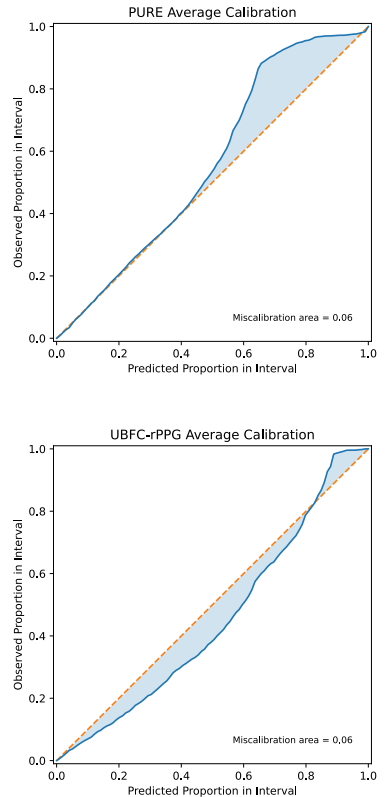 PURE Average Calibration
1.0
0.8
0.6
0.4
0.2
0.0
Observed Proportion in Interval
Miscalibration area = 0.06
0.0 0.2 0.4 0.6 0.8 1.0
Predicted Proportion in Interval
UBFC-rPPG Average Calibration
1.0
0.8
0.6
0.4
0.2
0.0
Observed Proportion in Interval
Miscalibration area = 0.06
0.0 0.2 0.4 0.6 0.8 1.0
Predicted Proportion in Interval